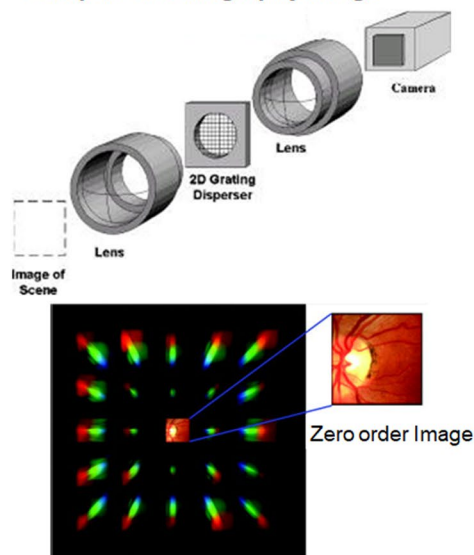 Camera
Lens
2D Grating
Disperser
Lens
Image of
Scene
Zero order Image